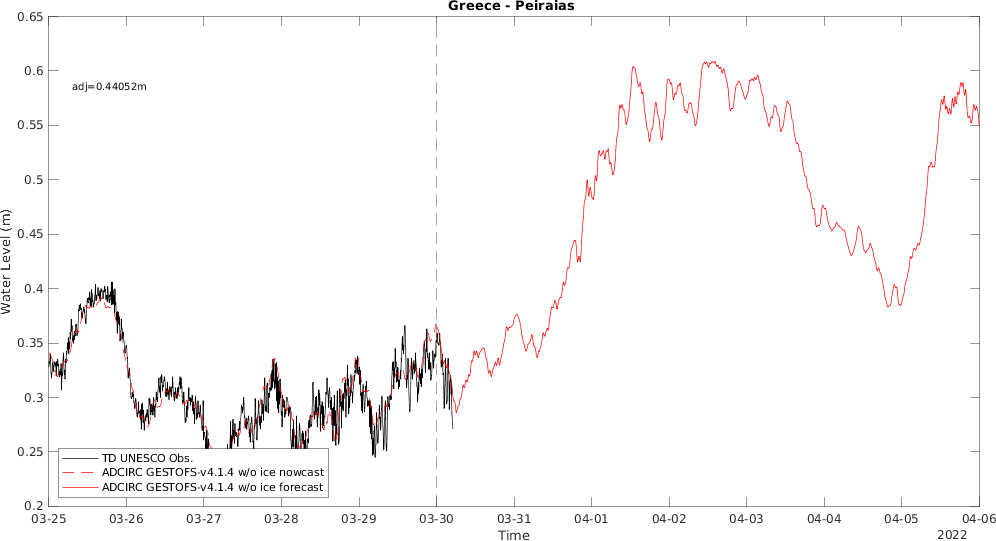 Greece - Peiraias
0.65
0.6
adj=0.44052m
0.55
0.5
0.45
0.4
0.35
0.3
0.25
0.2
Water Level (m)
TD UNESCO Obs.
ADCIRC GESTOFS-v4.1.4 w/o ice nowcast
ADCIRC GESTOFS-v4.1.4 w/o ice forecast
03-25 03-26 03-27 03-28 03-29 03-30 03-31 04-01 04-02 04-03 04-04 04-05 04-06
Time
2022